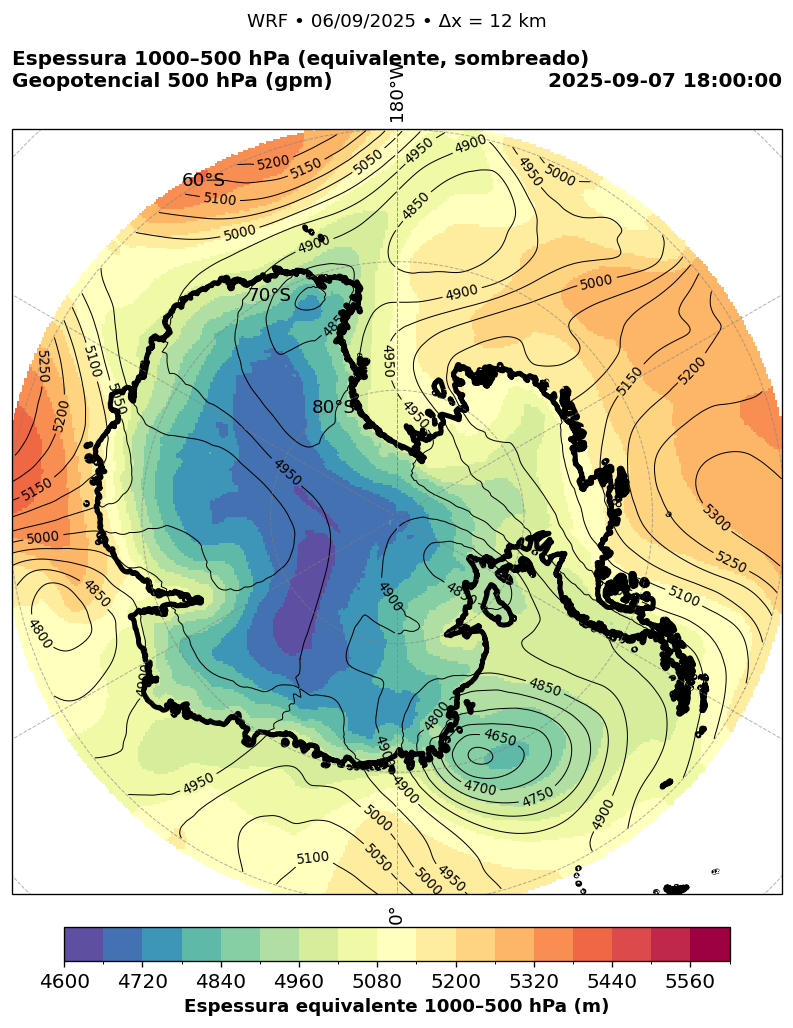 WRF • 06/09/2025 • Δx = 12 km
Espessura 1000–500 hPa (equivalente, sombreado)
Geopotencial 500 hPa (gpm) 2025-09-07 18:00:00
180°W
4900
5200 5150 5050 4950 4950 5000
60°S
5100 4850
5000 4900
70°S 4900 5000
4850
5250 5100 4950 5150 5200
5050
5200 80°S 4950
4950
5150 5300
5000 5250
4850 4900 4850 5100
4800
4900 4850
4800
4650
4900
4950 4700 4750
4900 4900
5000
5100 5050 5000 4950
0°
4600 4720 4840 4960 5080 5200 5320 5440 5560
Espessura equivalente 1000–500 hPa (m)